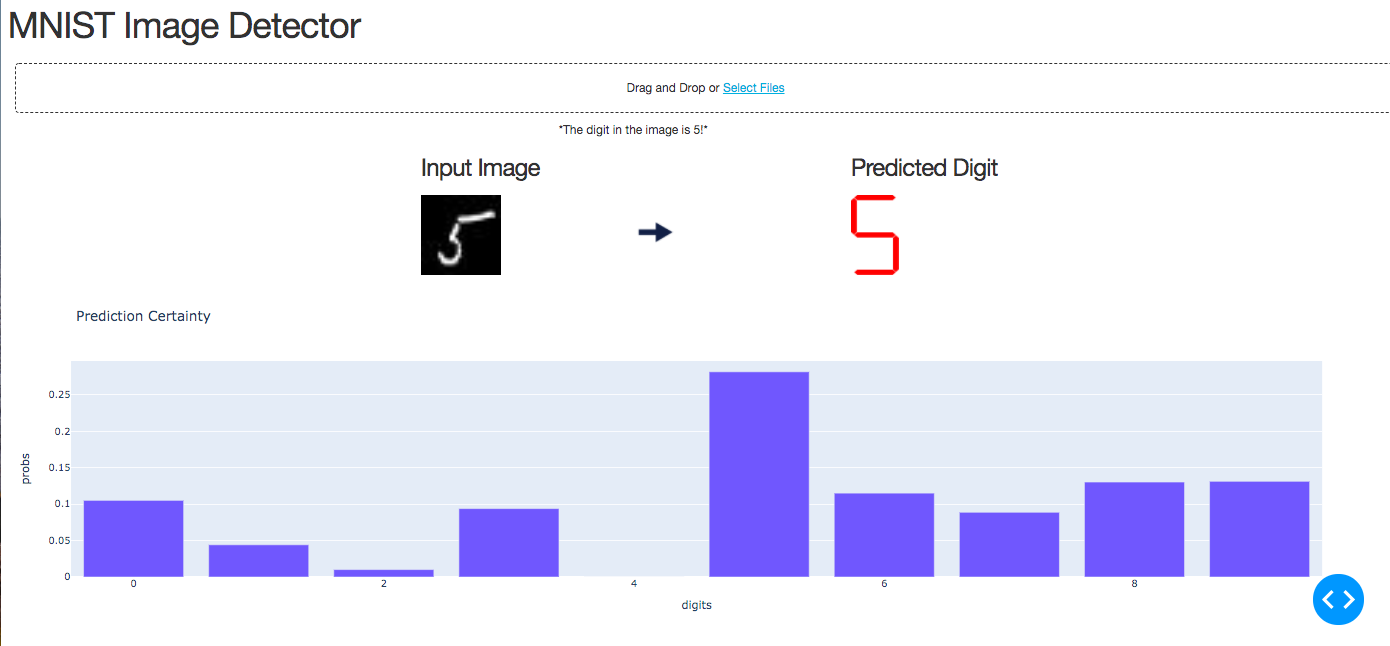 MNIST Image Detector
Drag and Drop or Select Files
*The digit in the image is 5!*
Input Image
Predicted Digit
5
5
Prediction Certainty
0.25
0.2
0.15
0.1
0.05
0
probs
0 2 4 6 8
digits